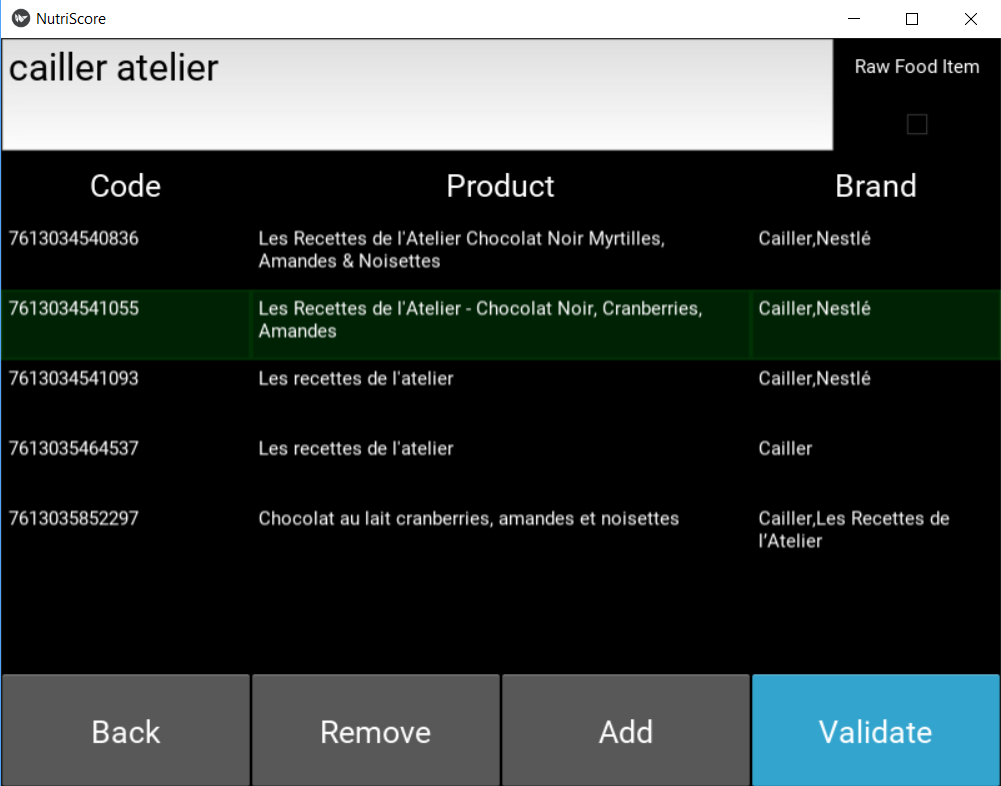 NutriScore
cailler atelier
Raw Food Item
Code Product Brand
7613034540836 Les Recettes de l'Atelier Chocolat Noir Myrtilles, Cailler,Nestlé
Amandes & Noisettes
7613034541055 Les Recettes de l'Atelier - Chocolat Noir, Cranberries, Cailler,Nestlé
Amandes
7613034541093 Les recettes de l'atelier Cailler,Nestlé
7613035464537 Les recettes de l'atelier Cailler
7613035852297 Chocolat au lait cranberries, amandes et noisettes Cailler,Les Recettes de
l’Atelier
Back Remove Add Validate